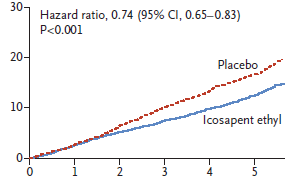 30
Hazard ratio, 0.74 (95% CI, 0.65–0.83)
P<0.001
20
Placebo
10
Icosapent ethyl
0
0 1 2 3 4 5